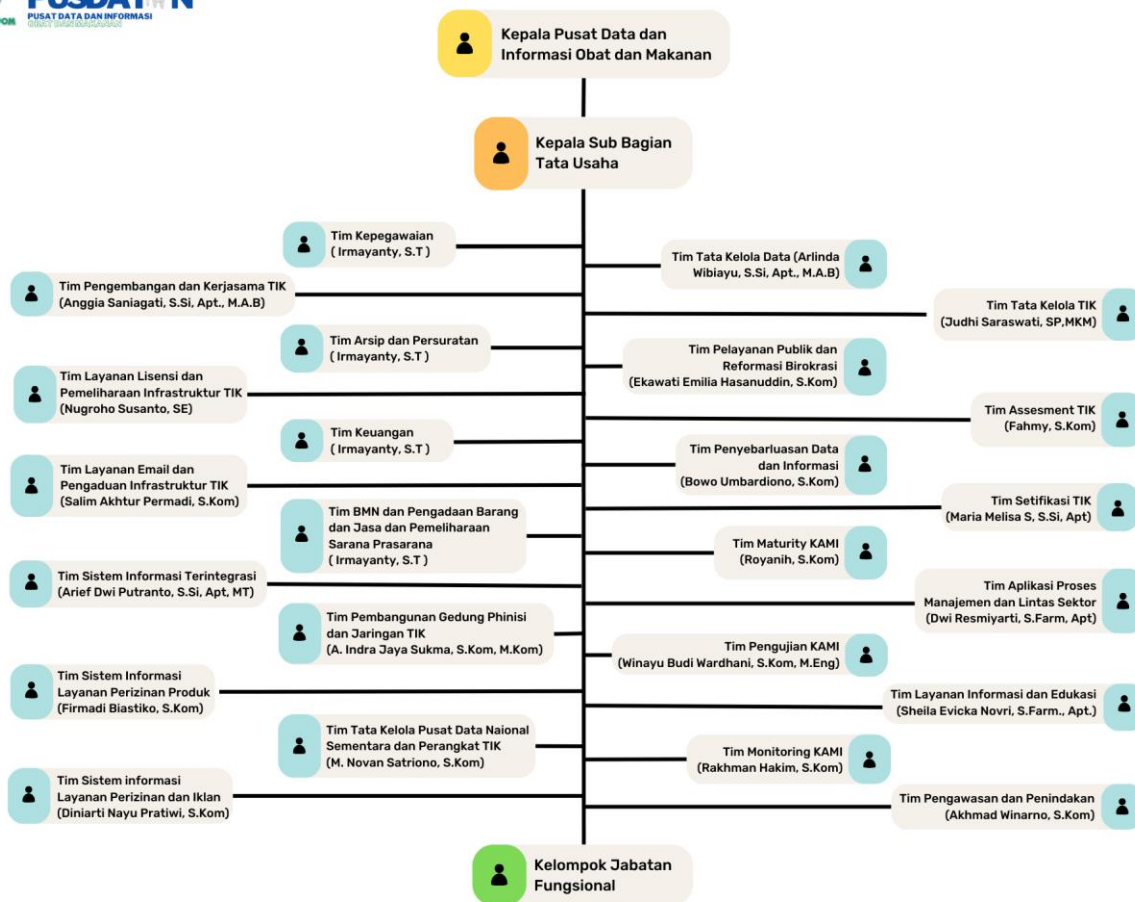 PUSDATIN
PUSAT DATA DAN INFORMASI
OBAT DAN MAKANAN
POM
Kepala Pusat Data dan
Informasi Obat dan Makanan
Kepala Sub Bagian
Tata Usaha
Tim Kepegawaian
( Irmayanty, S.T )
Tim Tata Kelola Data (Arlinda
Wibiayu, S.Si, Apt., M.A.B)
Tim Pengembangan dan Kerjasama TIK
(Anggia Saniagati, S.Si, Apt., M.A.B)
Tim Tata Kelola TIK
(Judhi Saraswati, SP,MKM)
Tim Arsip dan Persuratan
( Irmayanty, S.T )
Tim Pelayanan Publik dan
Reformasi Birokrasi
(Ekawati Emilia Hasanuddin, S.Kom)
Tim Layanan Lisensi dan
Pemeliharaan Infrastruktur TIK
(Nugroho Susanto, SE)
Tim Assesment TIK
(Fahmy, S.Kom)
Tim Keuangan
( Irmayanty, S.T )
Tim Penyebarluasan Data
dan Informasi
(Bowo Umbardiono, S.Kom)
Tim Layanan Email dan
Pengaduan Infrastruktur TIK
(Salim Akhtur Permadi, S.Kom)
Tim Setifikasi TIK
(Maria Melisa S, S.Si, Apt)
Tim BMN dan Pengadaan Barang
dan Jasa dan Pemeliharaan
Sarana Prasarana
( Irmayanty, S.T )
Tim Maturity KAMI
(Royanih, S.Kom)
Tim Sistem Informasi Terintegrasi
(Arief Dwi Putranto, S.Si, Apt, MT)
Tim Aplikasi Proses
Manajemen dan Lintas Sektor
(Dwi Resmiyarti, S.Farm, Apt)
Tim Pembangunan Gedung Phinisi
dan Jaringan TIK
(A. Indra Jaya Sukma, S.Kom, M.Kom)
Tim Pengujian KAMI
(Winayu Budi Wardhani, S.Kom, M.Eng)
Tim Sistem Informasi
Layanan Perizinan Produk
(Firmadi Biastiko, S.Kom)
Tim Layanan Informasi dan Edukasi
(Sheila Evicka Novri, S.Farm., Apt.)
Tim Tata Kelola Pusat Data Naional
Sementara dan Perangkat TIK
(M. Novan Satriono, S.Kom)
Tim Monitoring KAMI
(Rakhman Hakim, S.Kom)
Tim Sistem informasi
Layanan Perizinan dan Iklan
(Diniarti Nayu Pratiwi, S.Kom)
Tim Pengawasan dan Penindakan
(Akhmad Winarno, S.Kom)
Kelompok Jabatan
Fungsional